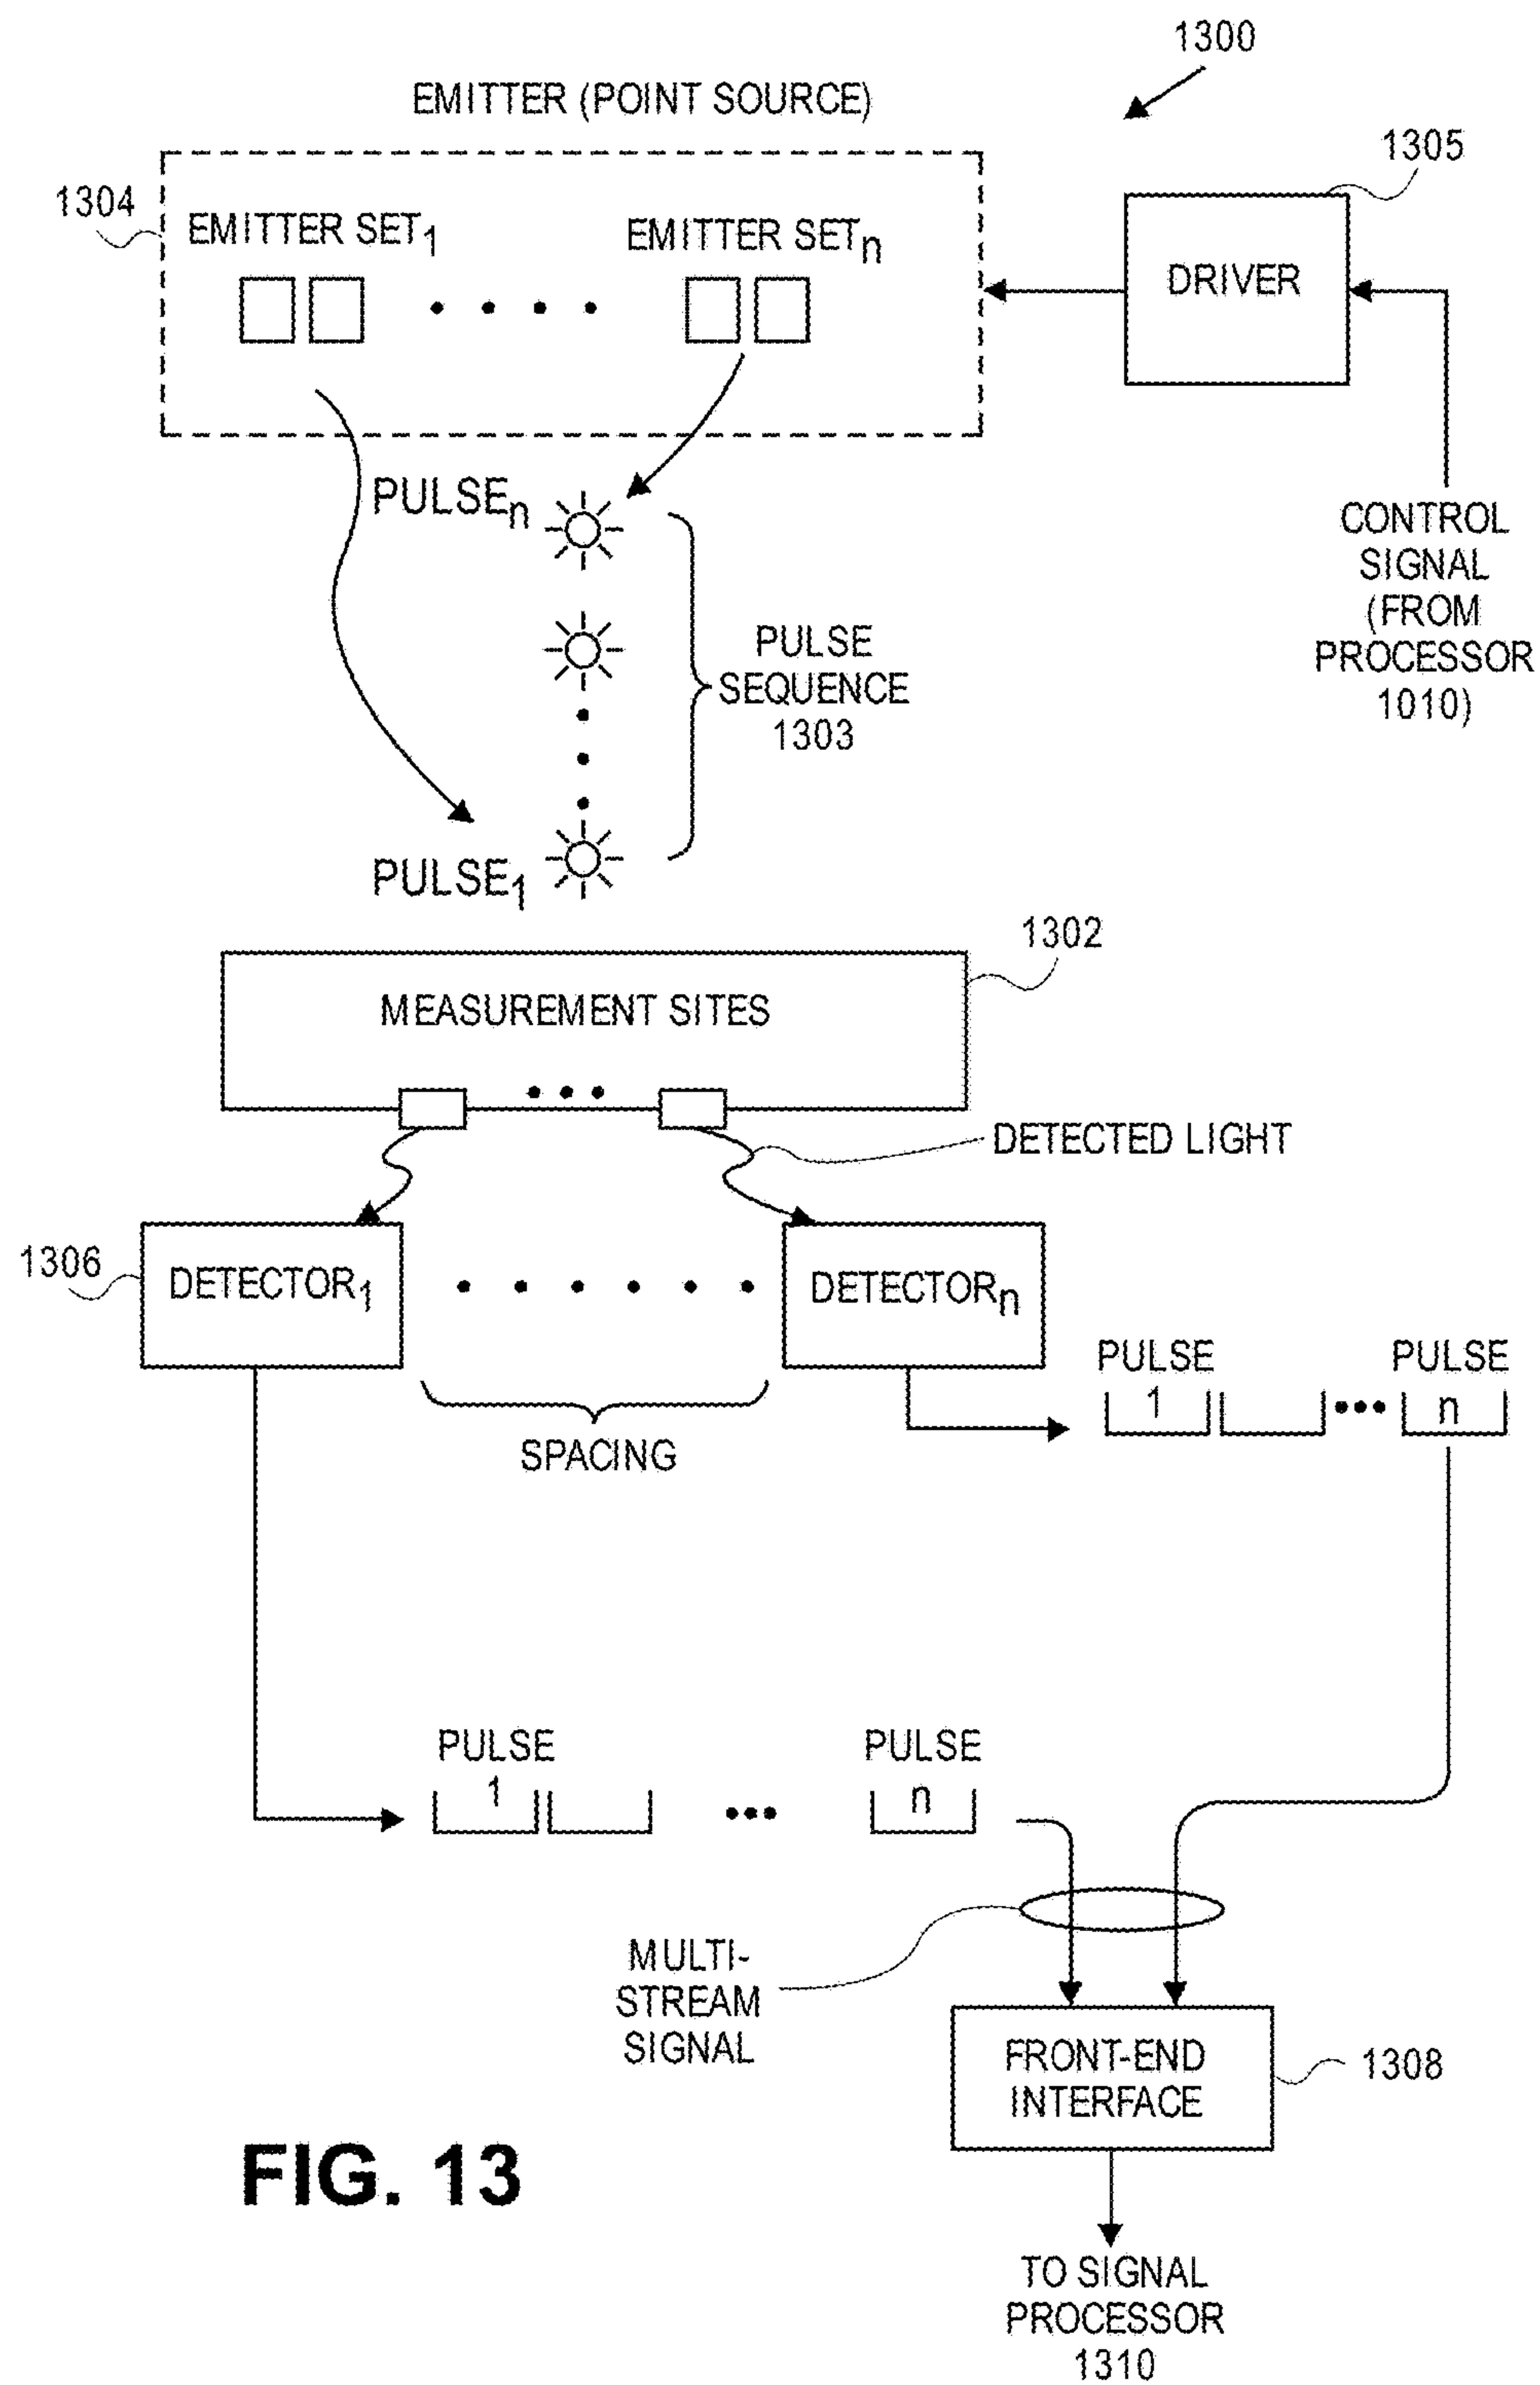 1300
EMITTER (POINT SOURCE)
1305
1304
EMITTER SET1
EMITTER SETn
DRIVER
PULSEn
CONTROL
SIGNAL
(FROM
PROCESSOR
1010)
PULSE
SEQUENCE
1303
PULSE1
1302
MEASUREMENT SITES
DETECTED LIGHT
1306
DETECTOR1
DETECTORn
SPACING
PULSE
1
PULSE
n
PULSE
1
PULSE
n
MULTI-
STREAM
SIGNAL
FRONT-END
INTERFACE
1308
FIG. 13
TO SIGNAL
PROCESSOR
1310